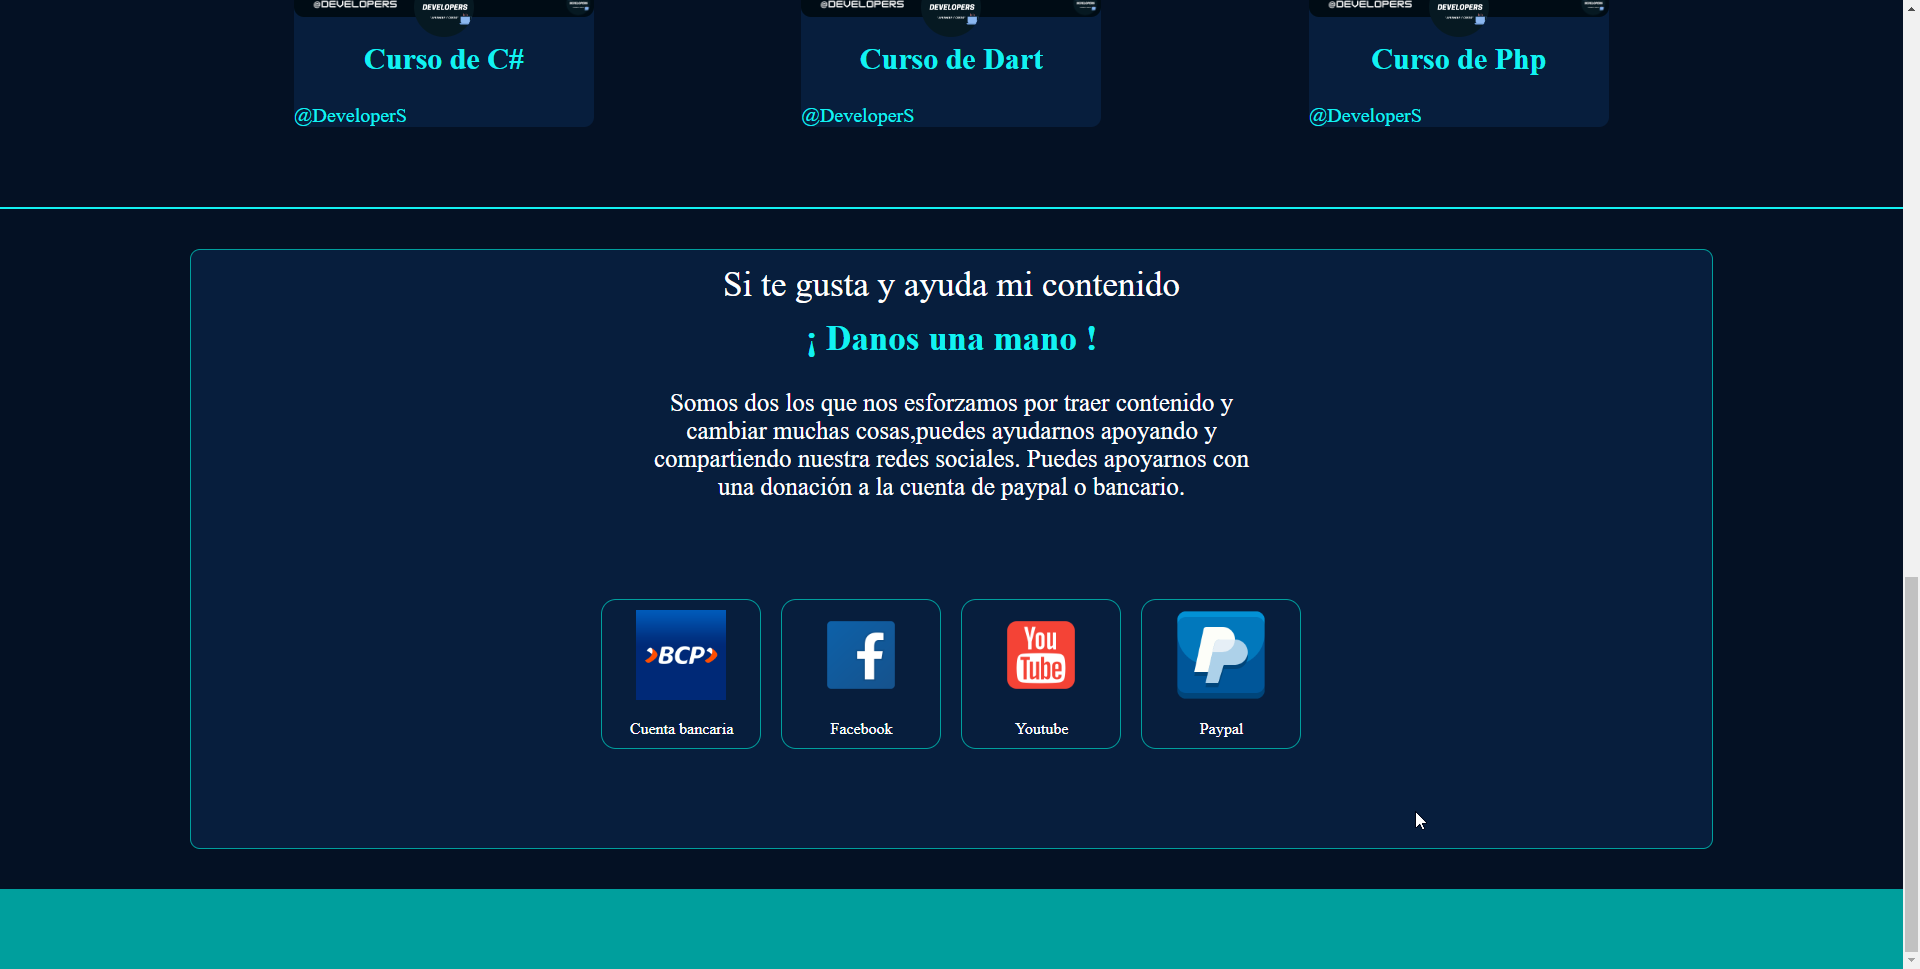 @DEVELOPERS DEVELOPERS
@DEVELOPERS DEVELOPERS
@DEVELOPERS DEVELOPERS
Curso de C#
Curso de Dart
Curso de Php
@DeveloperS
@DeveloperS
@DeveloperS
Si te gusta y ayuda mi contenido
¡ Danos una mano !
Somos dos los que nos esforzamos por traer contenido y
cambiar muchas cosas,puedes ayudarnos apoyando y
compartiendo nuestra redes sociales. Puedes apoyarnos con
una donación a la cuenta de paypal o bancario.
BCP
You
Tube
Cuenta bancaria
Facebook
Youtube
Paypal